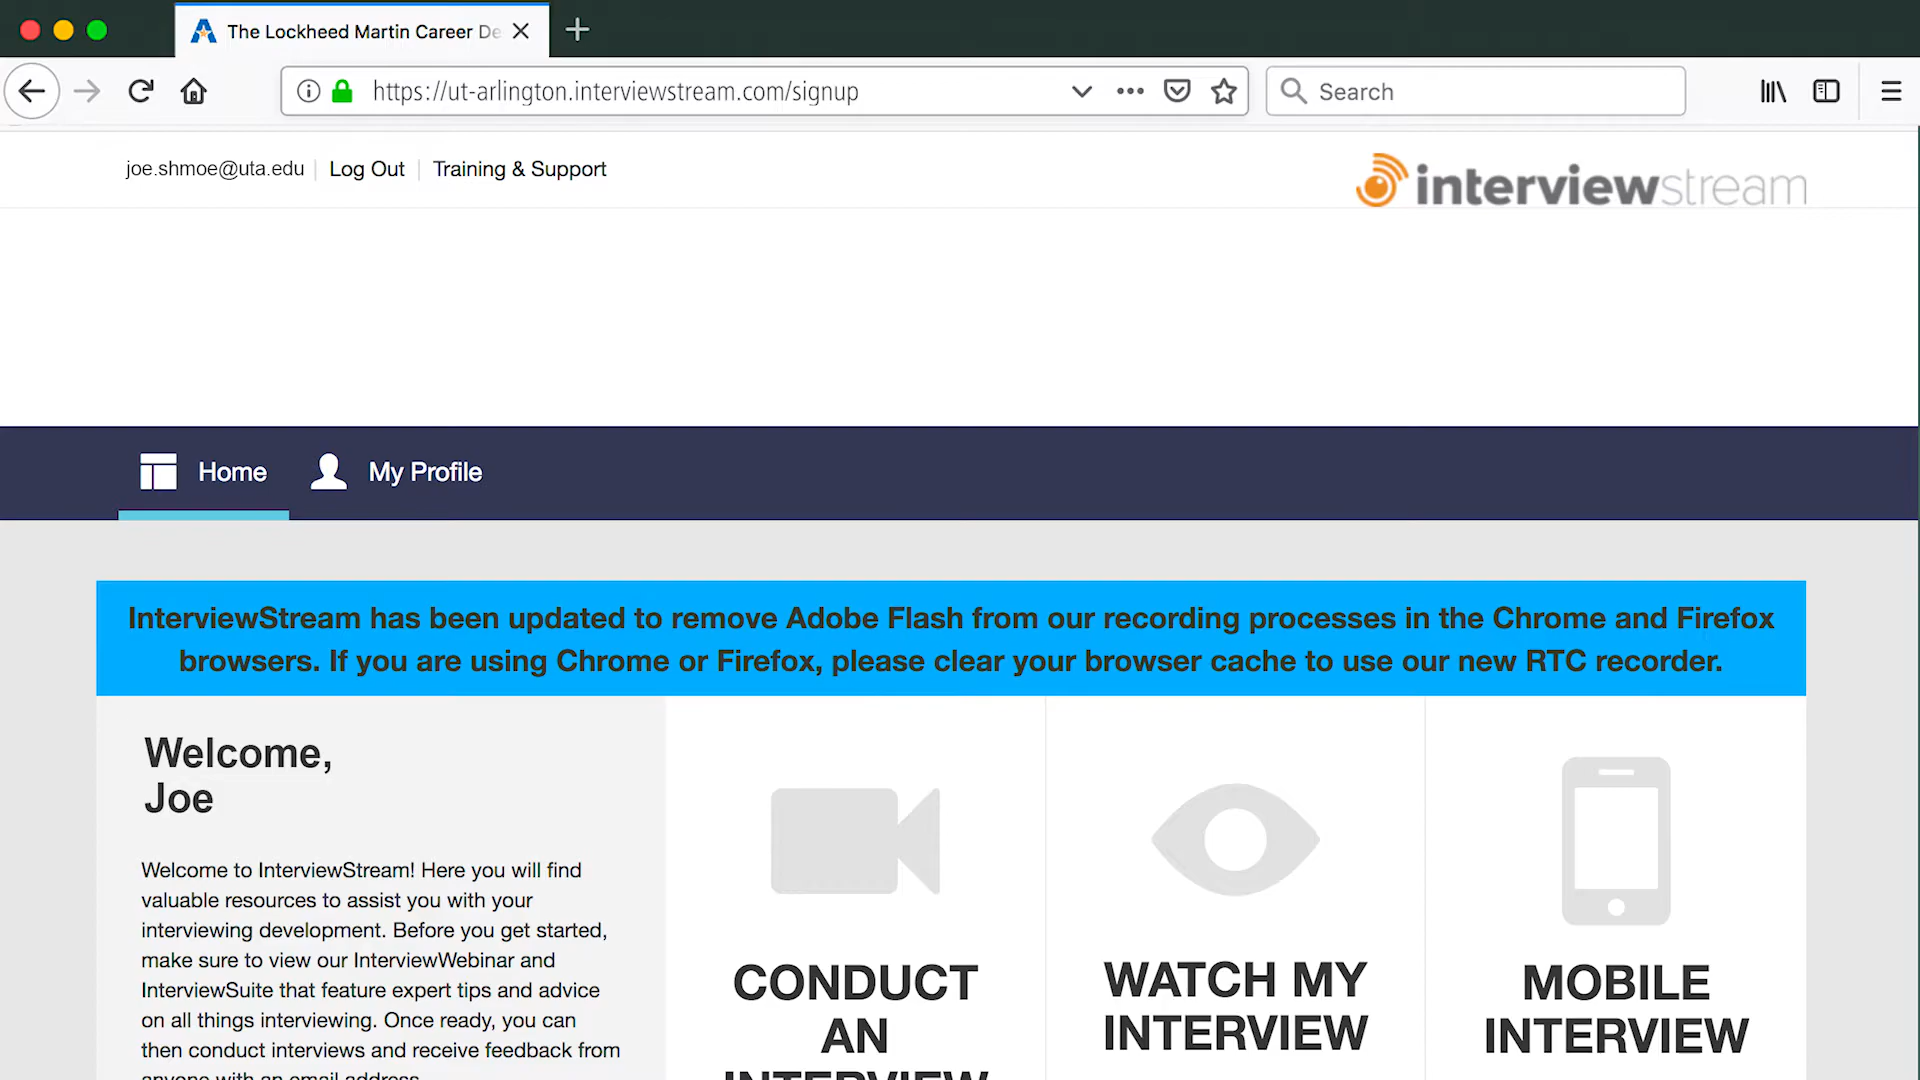 The Lockheed Martin Career De
https://ut-arlington.interviewstream.com/signup
Search
joe.shmoe@uta.edu
Log Out
Training & Support
interviewstream
Home
My Profile
InterviewStream has been updated to remove Adobe Flash from our recording processes in the Chrome and Firefox
browsers. If you are using Chrome or Firefox, please clear your browser cache to use our new RTC recorder.
Welcome,
Joe
Welcome to InterviewStream! Here you will find
valuable resources to assist you with your
interviewing development. Before you get started,
make sure to view our InterviewWebinar and
InterviewSuite that feature expert tips and advice
on all things interviewing. Once ready, you can
then conduct interviews and receive feedback from
anyone with an email address.
CONDUCT
AN
INTERVIEW
WATCH MY
INTERVIEW
MOBILE
INTERVIEW